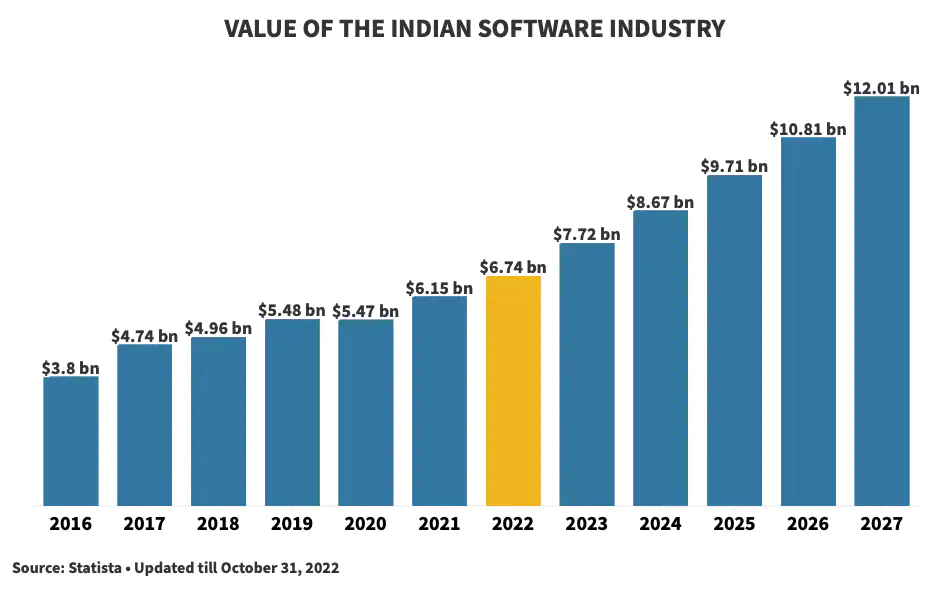 VALUE OF THE INDIAN SOFTWARE INDUSTRY
$3.8 bn
$4.74 bn
$4.96 bn
$5.48 bn
$5.47 bn
$6.15 bn
$6.74 bn
$7.72 bn
$8.67 bn
$9.71 bn
$10.81 bn
$12.01 bn
2016 2017 2018 2019 2020 2021 2022 2023 2024 2025 2026 2027
Source: Statista • Updated till October 31, 2022